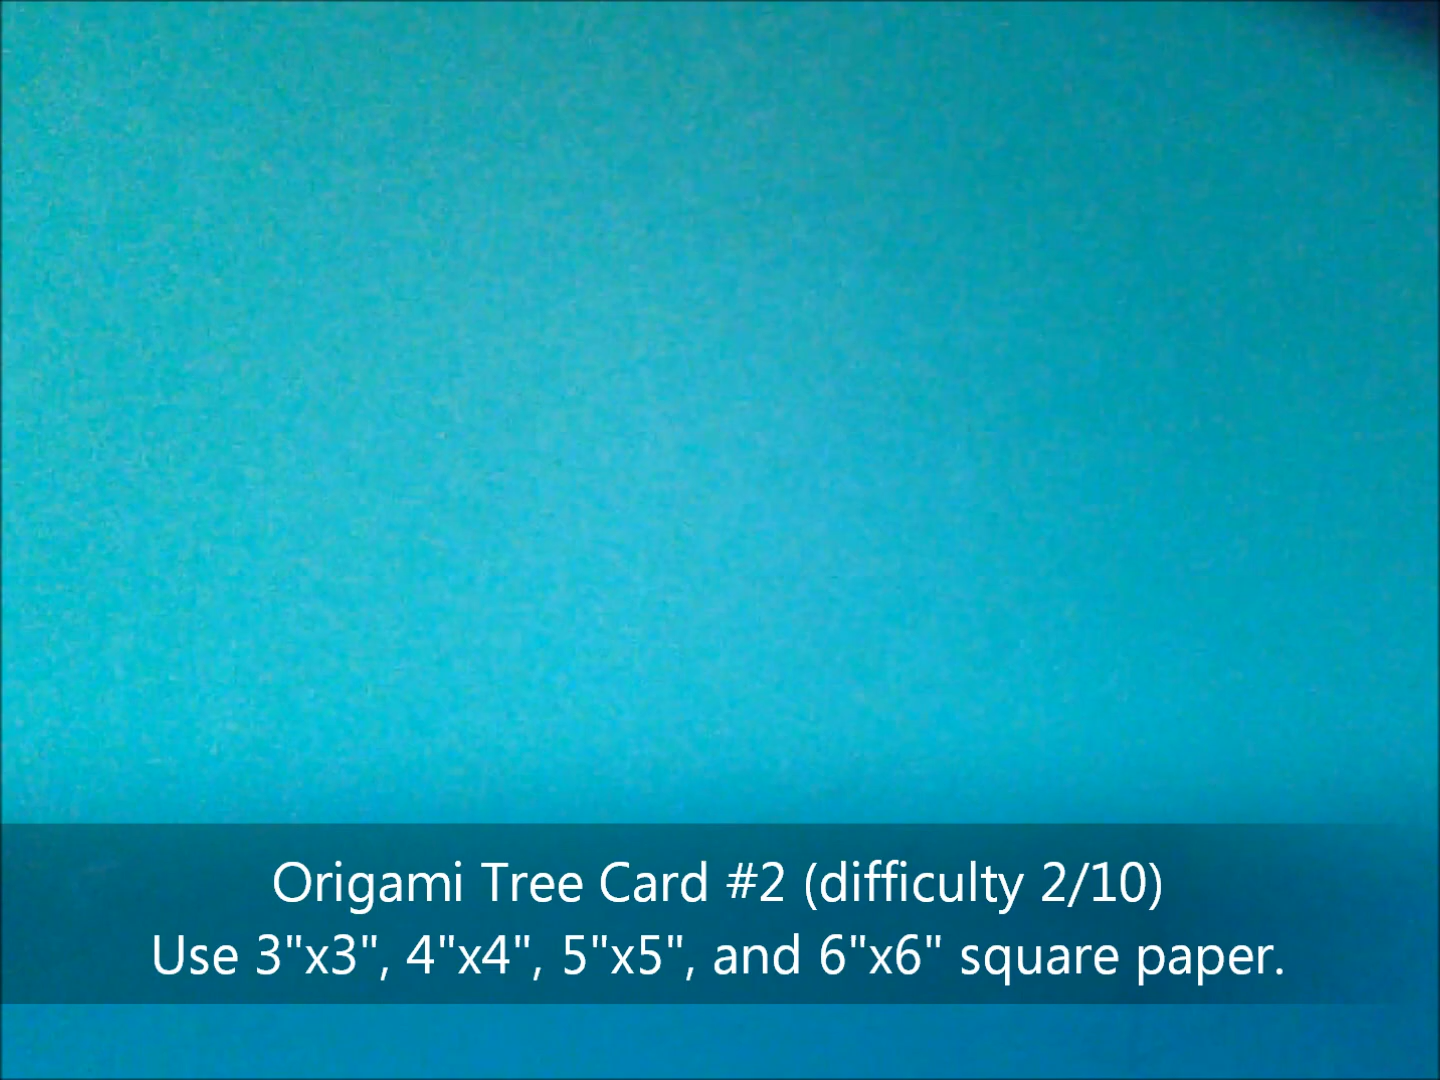 Origami Tree Card #2 (difficulty 2/10)
Use 3"x3", 4"x4", 5"x5", and 6"x6" square paper.